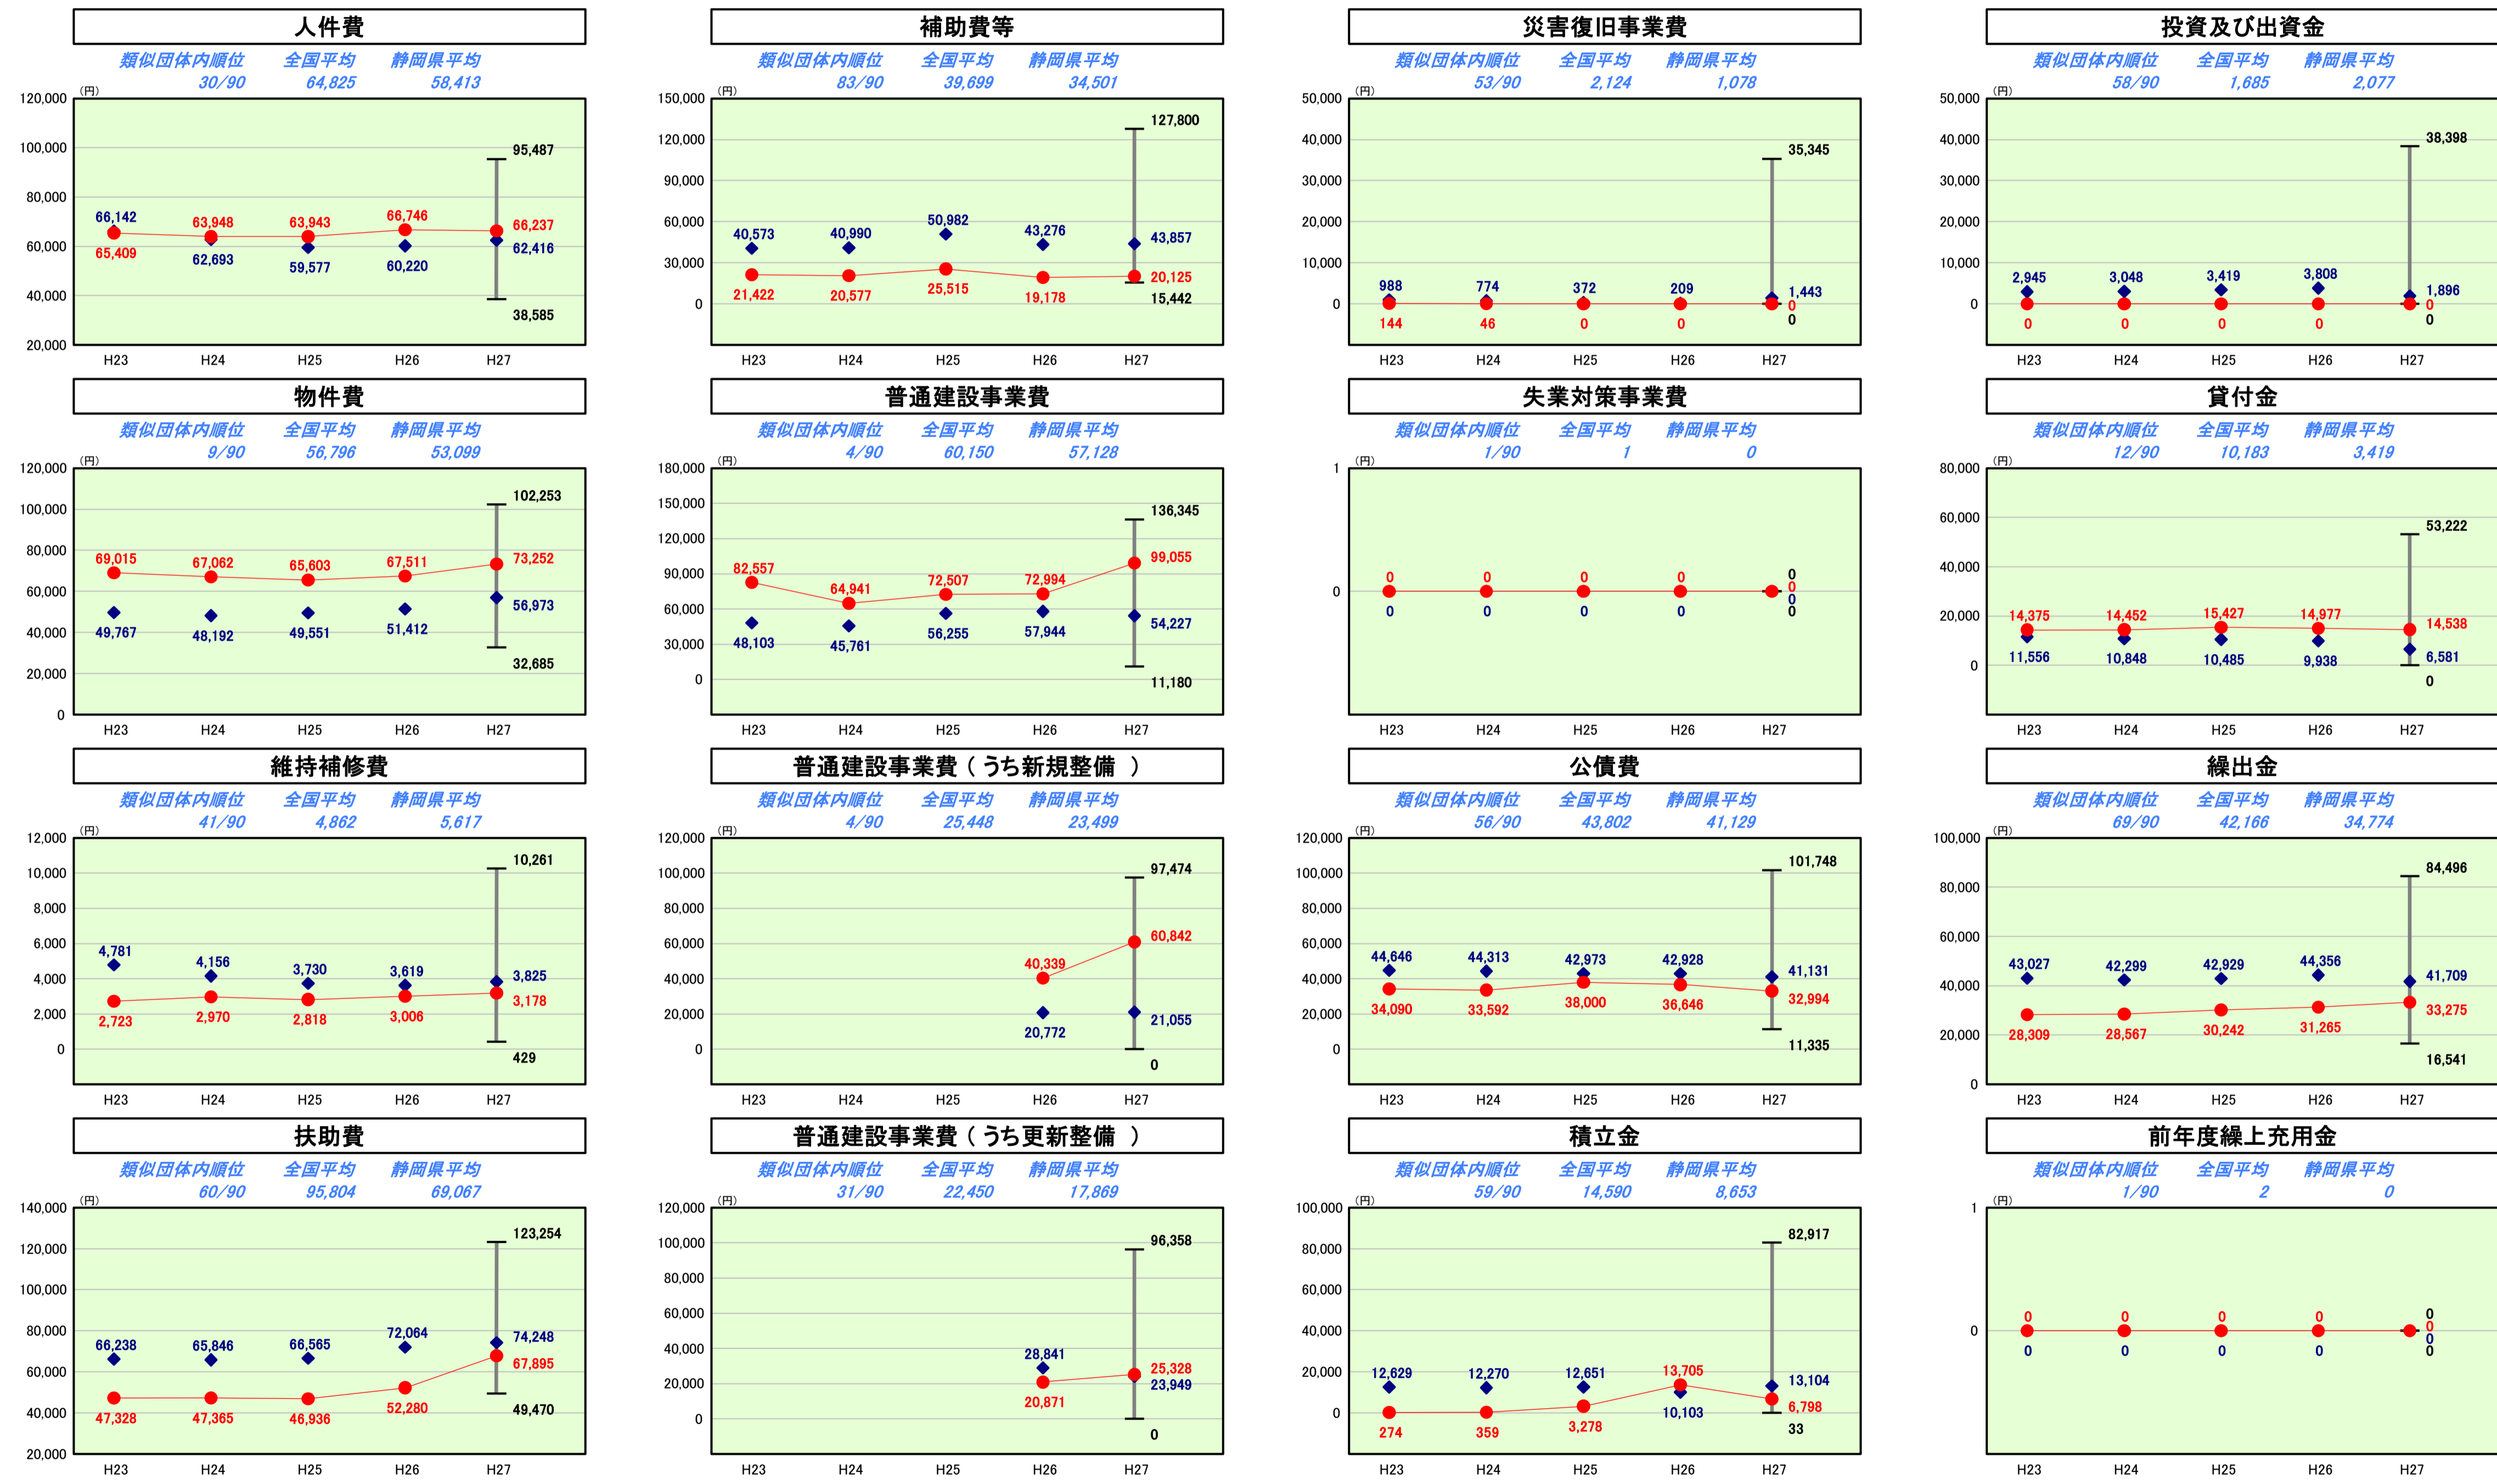 人件費
類似団体内順位 全国平均 静岡県平均
30/90 64,825 58,413
(円)
120,000
100,000
80,000
60,000
40,000
20,000
95,487
66,142 63,948 63,943 66,746 66,237
65,409 62,693 59,577 60,220 62,416
38,585
H23 H24 H25 H26 H27
補助費等
類似団体内順位 全国平均 静岡県平均
83/90 39,699 34,501
(円)
150,000
120,000
90,000
60,000
30,000
0
127,800
40,573 40,990 50,982 43,276 43,857
21,422 20,577 25,515 19,178 20,125
15,442
H23 H24 H25 H26 H27
災害復旧事業費
類似団体内順位 全国平均 静岡県平均
53/90 2,124 1,078
(円)
50,000
40,000
30,000
20,000
10,000
0
35,345
988 774 372 209 1,443
144 46 0 0 0
0
H23 H24 H25 H26 H27
投資及び出資金
類似団体内順位 全国平均 静岡県平均
58/90 1,685 2,077
(円)
50,000
40,000
30,000
20,000
10,000
0
38,398
2,945 3,048 3,419 3,808 1,896
0 0 0 0 0
0
H23 H24 H25 H26 H27
物件費
類似団体内順位 全国平均 静岡県平均
9/90 56,796 53,099
(円)
120,000
100,000
80,000
60,000
40,000
20,000
0
102,253
69,015 67,062 65,603 67,511 73,252
49,767 48,192 49,551 51,412 56,973
32,685
H23 H24 H25 H26 H27
普通建設事業費
類似団体内順位 全国平均 静岡県平均
4/90 60,150 57,128
(円)
180,000
150,000
120,000
90,000
60,000
30,000
0
136,345
82,557 64,941 72,507 72,994 99,055
48,103 45,761 56,255 57,944 54,227
11,180
H23 H24 H25 H26 H27
失業対策事業費
類似団体内順位 全国平均 静岡県平均
1/90 1 0
(円)
1
0
0
0 0 0 0 0
0 0 0 0 0
0
H23 H24 H25 H26 H27
貸付金
類似団体内順位 全国平均 静岡県平均
12/90 10,183 3,419
(円)
80,000
60,000
40,000
20,000
0
53,222
14,375 14,452 15,427 14,977 14,538
11,556 10,848 10,485 9,938 6,581
0
H23 H24 H25 H26 H27
維持補修費
類似団体内順位 全国平均 静岡県平均
41/90 4,862 5,617
(円)
12,000
10,000
8,000
6,000
4,000
2,000
0
10,261
4,781 4,156 3,730 3,619 3,825
2,723 2,970 2,818 3,006 3,178
429
H23 H24 H25 H26 H27
普通建設事業費（うち新規整備 ）
類似団体内順位 全国平均 静岡県平均
4/90 25,448 23,499
(円)
120,000
100,000
80,000
60,000
40,000
20,000
0
97,474
40,339 60,842
20,772 21,055
0
H23 H24 H25 H26 H27
公債費
類似団体内順位 全国平均 静岡県平均
56/90 43,802 41,129
(円)
120,000
100,000
80,000
60,000
40,000
20,000
0
101,748
44,646 44,313 42,973 42,928 41,131
34,090 33,592 38,000 36,646 32,994
11,335
H23 H24 H25 H26 H27
繰出金
類似団体内順位 全国平均 静岡県平均
69/90 42,166 34,774
(円)
100,000
80,000
60,000
40,000
20,000
0
84,496
43,027 42,299 42,929 44,356 41,709
28,309 28,567 30,242 31,265 33,275
16,541
H23 H24 H25 H26 H27
扶助費
類似団体内順位 全国平均 静岡県平均
60/90 95,804 69,067
(円)
140,000
120,000
100,000
80,000
60,000
40,000
20,000
123,254
66,238 65,846 66,565 72,064 74,248
47,328 47,365 46,936 52,280 67,895
49,470
H23 H24 H25 H26 H27
普通建設事業費（うち更新整備 ）
類似団体内順位 全国平均 静岡県平均
31/90 22,450 17,869
(円)
120,000
100,000
80,000
60,000
40,000
20,000
0
96,358
28,841 25,328
20,871 23,949
0
H23 H24 H25 H26 H27
積立金
類似団体内順位 全国平均 静岡県平均
59/90 14,590 8,653
(円)
100,000
80,000
60,000
40,000
20,000
0
82,917
12,629 12,270 12,651 13,705 13,104
274 359 3,278 10,103 6,798
33
H23 H24 H25 H26 H27
前年度繰上充用金
類似団体内順位 全国平均 静岡県平均
1/90 2 0
(円)
1
0
0
0 0 0 0 0
0 0 0 0 0
0
H23 H24 H25 H26 H27